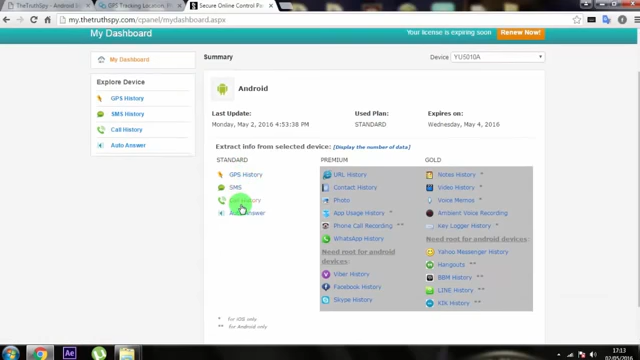 TheTruthSpy - Android
GPS Tracking Location, P
Secure Online Control Pa
my.thetruthspy.com/cpanel/mydashboard.aspx
My Dashboard
Your license is expiring soon
Renew Now!
My Dashboard
Summary
Device
YU5010A
Explore Device
GPS History
SMS History
Call History
Auto Answer
Android
Last Update:
Used Plan:
Expires on:
Monday, May 2, 2016 4:53:38 PM
STANDARD
Wednesday, May 4, 2016
Extract info from selected device: [Display the number of data]
STANDARD
PREMIUM
GOLD
GPS History
SMS
Call History
Auto Answer
URL History
Contact History
Photo
App Usage History *
Phone Call Recording **
WhatsApp History
Need root for android
devices:
Viber History
Facebook History
Skype History
Notes History *
Video History *
Voice Memos *
Ambient Voice Recording
Key Logger History *
Need root for android devices:
Yahoo Messenger History
Hangouts **
BBM History **
LINE History *
KIK History *
* for iOS only
** for Android only
Ae
17:13
02/05/2016